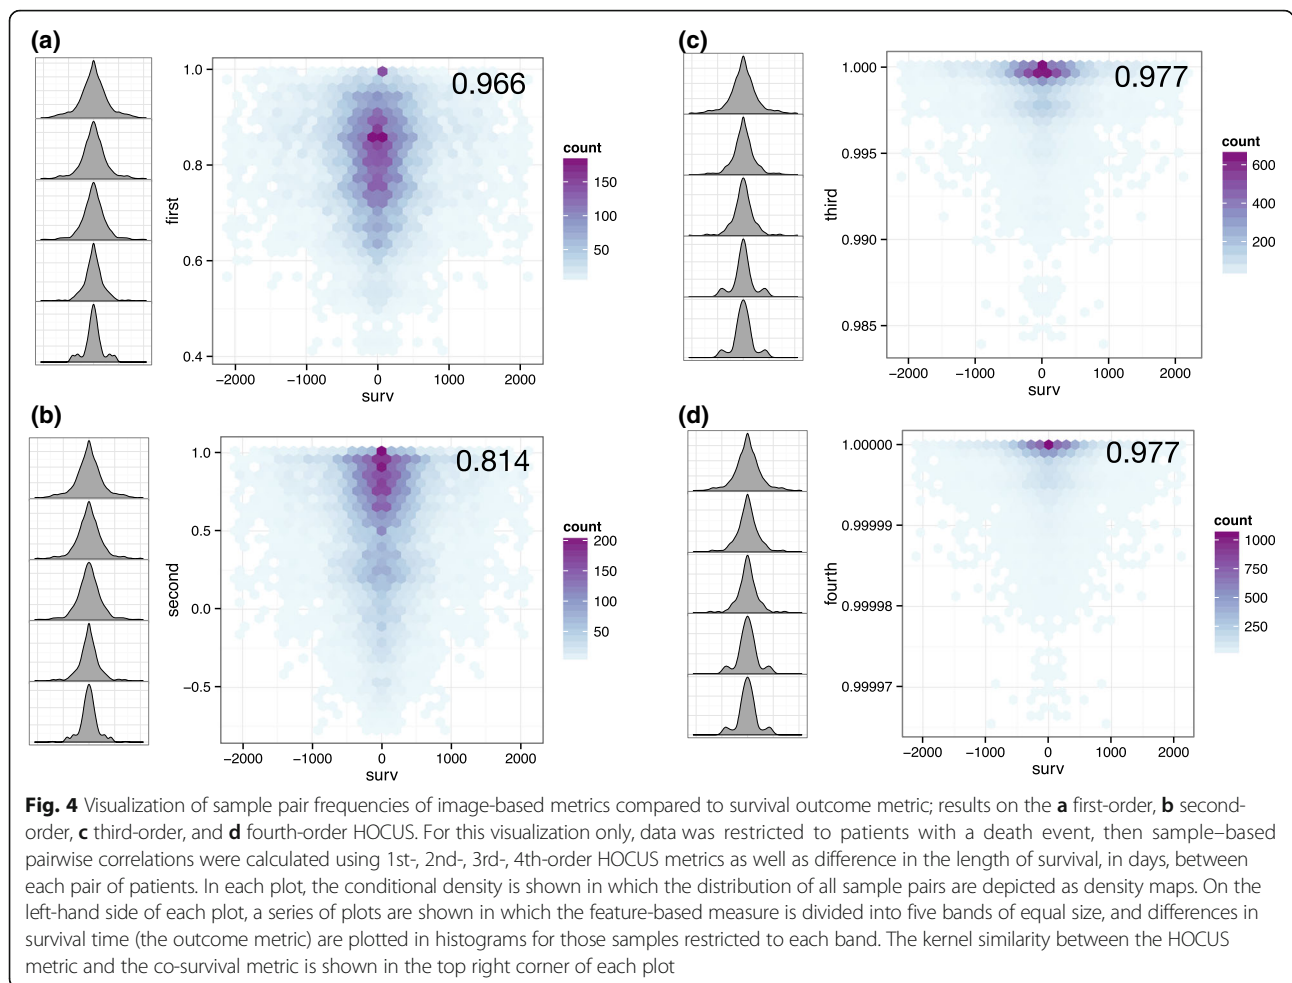 (a)
0.966
1.0
0.8
0.6
0.4
first
−2000 −1000 0 1000 2000
surv
count
150
100
50
(c)
0.977
1.000
0.995
0.990
0.985
third
−2000 −1000 0 1000 2000
surv
count
600
400
200
(b)
0.814
1.0
0.5
0.0
−0.5
second
−2000 −1000 0 1000 2000
surv
count
200
150
100
50
(d)
0.977
1.00000
0.99999
0.99998
0.99997
fourth
−2000 −1000 0 1000 2000
surv
count
1000
750
500
250
Fig. 4 Visualization of sample pair frequencies of image-based metrics compared to survival outcome metric; results on the a first-order, b second-
order, c third-order, and d fourth-order HOCUS. For this visualization only, data was restricted to patients with a death event, then sample–based
pairwise correlations were calculated using 1st-, 2nd-, 3rd-, 4th-order HOCUS metrics as well as difference in the length of survival, in days, between
each pair of patients. In each plot, the conditional density is shown in which the distribution of all sample pairs are depicted as density maps. On the
left-hand side of each plot, a series of plots are shown in which the feature-based measure is divided into five bands of equal size, and differences in
survival time (the outcome metric) are plotted in histograms for those samples restricted to each band. The kernel similarity between the HOCUS
metric and the co-survival metric is shown in the top right corner of each plot